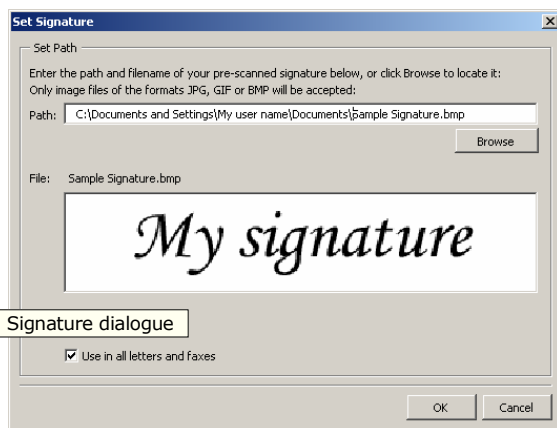 Set Signature
Set Path
Enter the path and filename of your pre-scanned signature below, or click Browse to locate it:
Only image files of the formats JPG, GIF or BMP will be accepted:
Path: C:\Documents and Settings\My user name\Documents\Sample Signature.bmp
Browse
File: Sample Signature.bmp
My signature
Signature dialogue
Use in all letters and faxes
OK Cancel